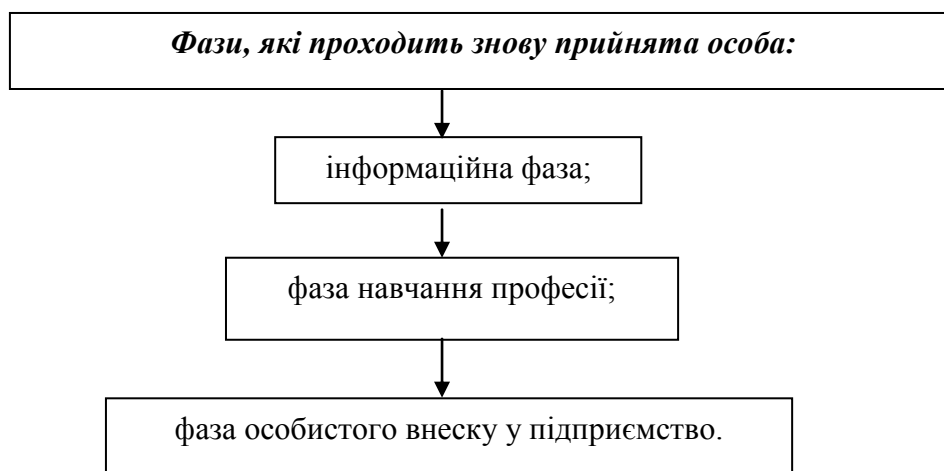 Фази, які проходить знову прийнята особа:
інформаційна фаза;
фаза навчання професії;
фаза особистого внеску у підприємство.